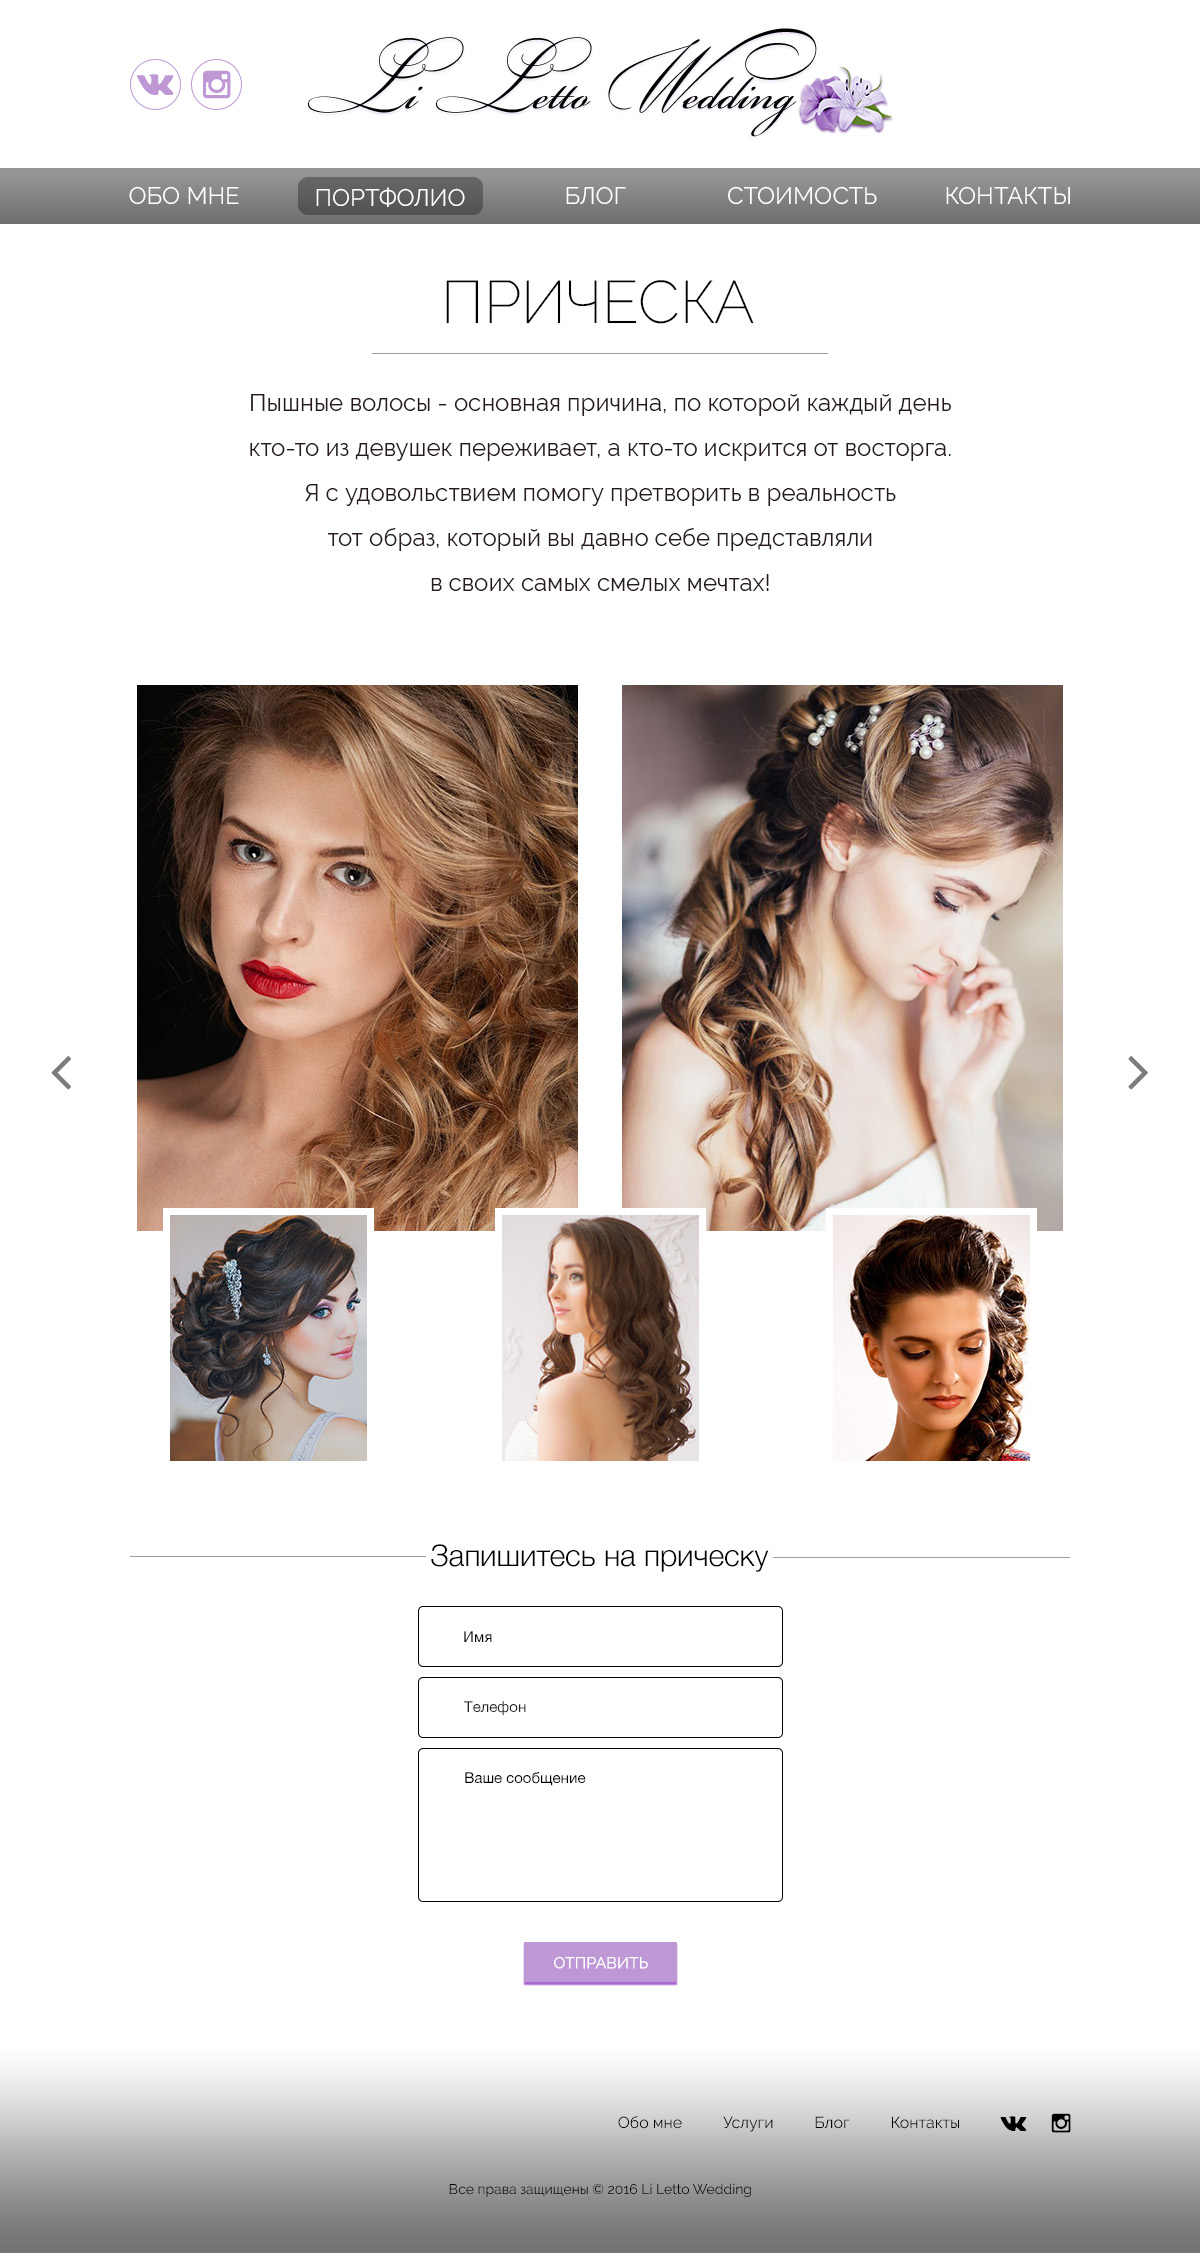 Li Letto Wedding
ОБО МНЕ
ПОРТФОЛИО
БЛОГ
СТОИМОСТЬ
КОНТАКТЫ
ПРИЧЕСКА
Пышные волосы - основная причина, по которой каждый день
кто-то из девушек переживает, а кто-то искрится от восторга.
Я с удовольствием помогу претворить в реальность
тот образ, который вы давно себе представляли
в своих самых смелых мечтах!
Запишитесь на прическу
Имя
Телефон
Ваше сообщение
ОТПРАВИТЬ
Обо мне
Услуги
Блог
Контакты
Все права защищены © 2016 Li Letto Wedding